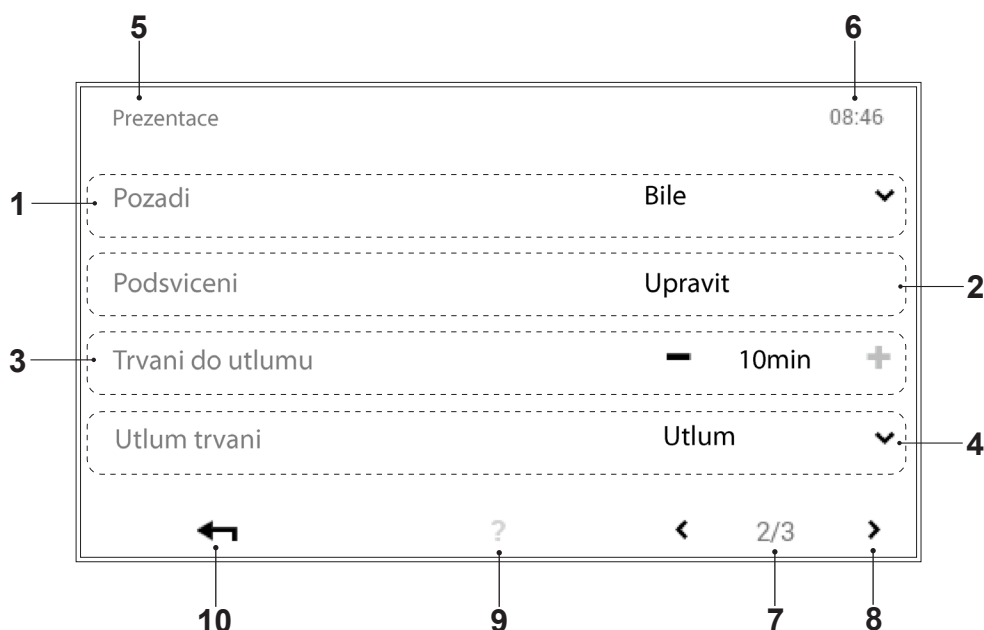 5 6
Prezentace 08:46
1 Pozadi Bile
Podsviceni Upravit 2
3 Trvani do utlumu 10min +
Utlum trvani Utlum 4
? < 2/3 >
10 9 7 8